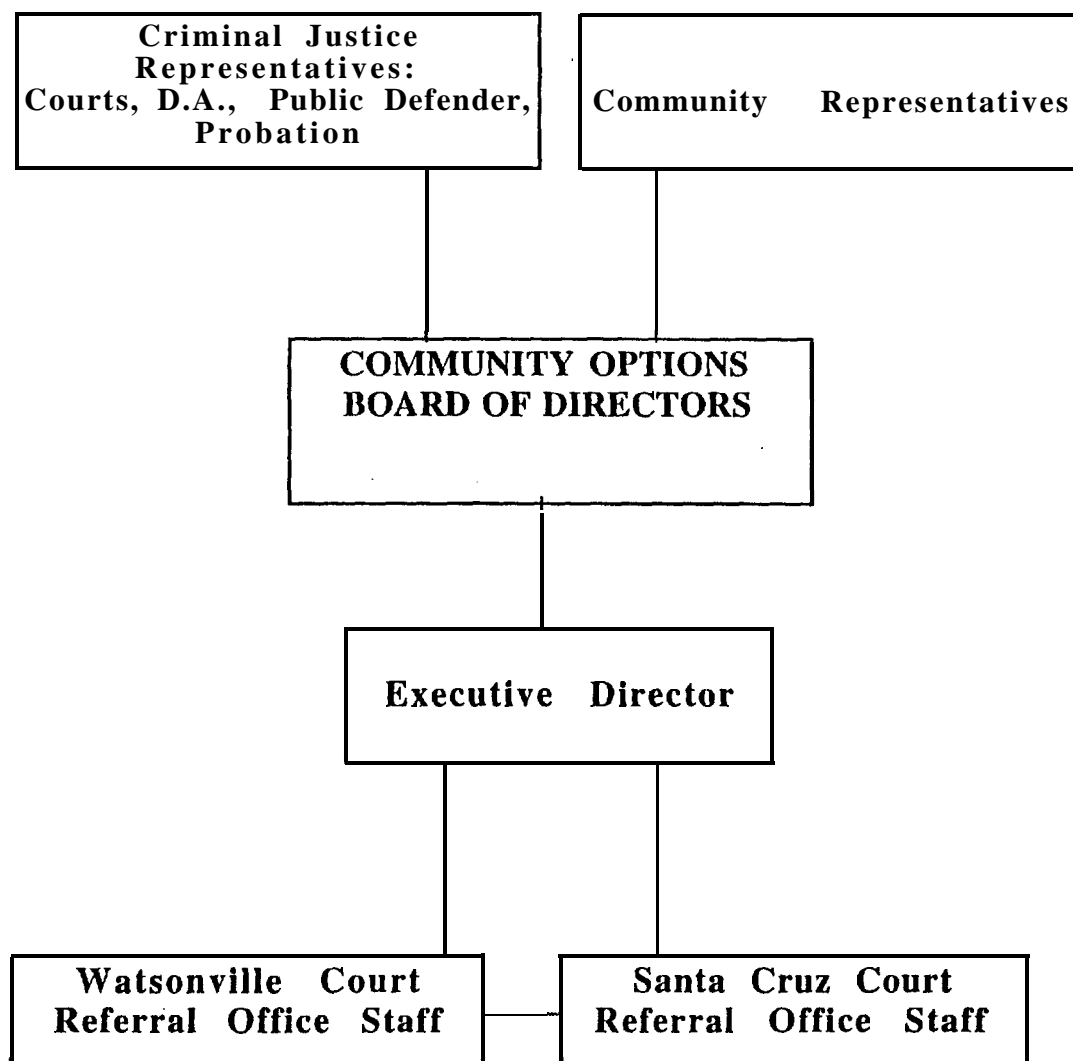 Criminal Justice
Representatives:
Courts, D.A., Public Defender,
Probation
Community Representatives
COMMUNITY OPTIONS
BOARD OF DIRECTORS
Executive Director
Watsonville Court
Referral Office Staff
Santa Cruz Court
Referral Office Staff